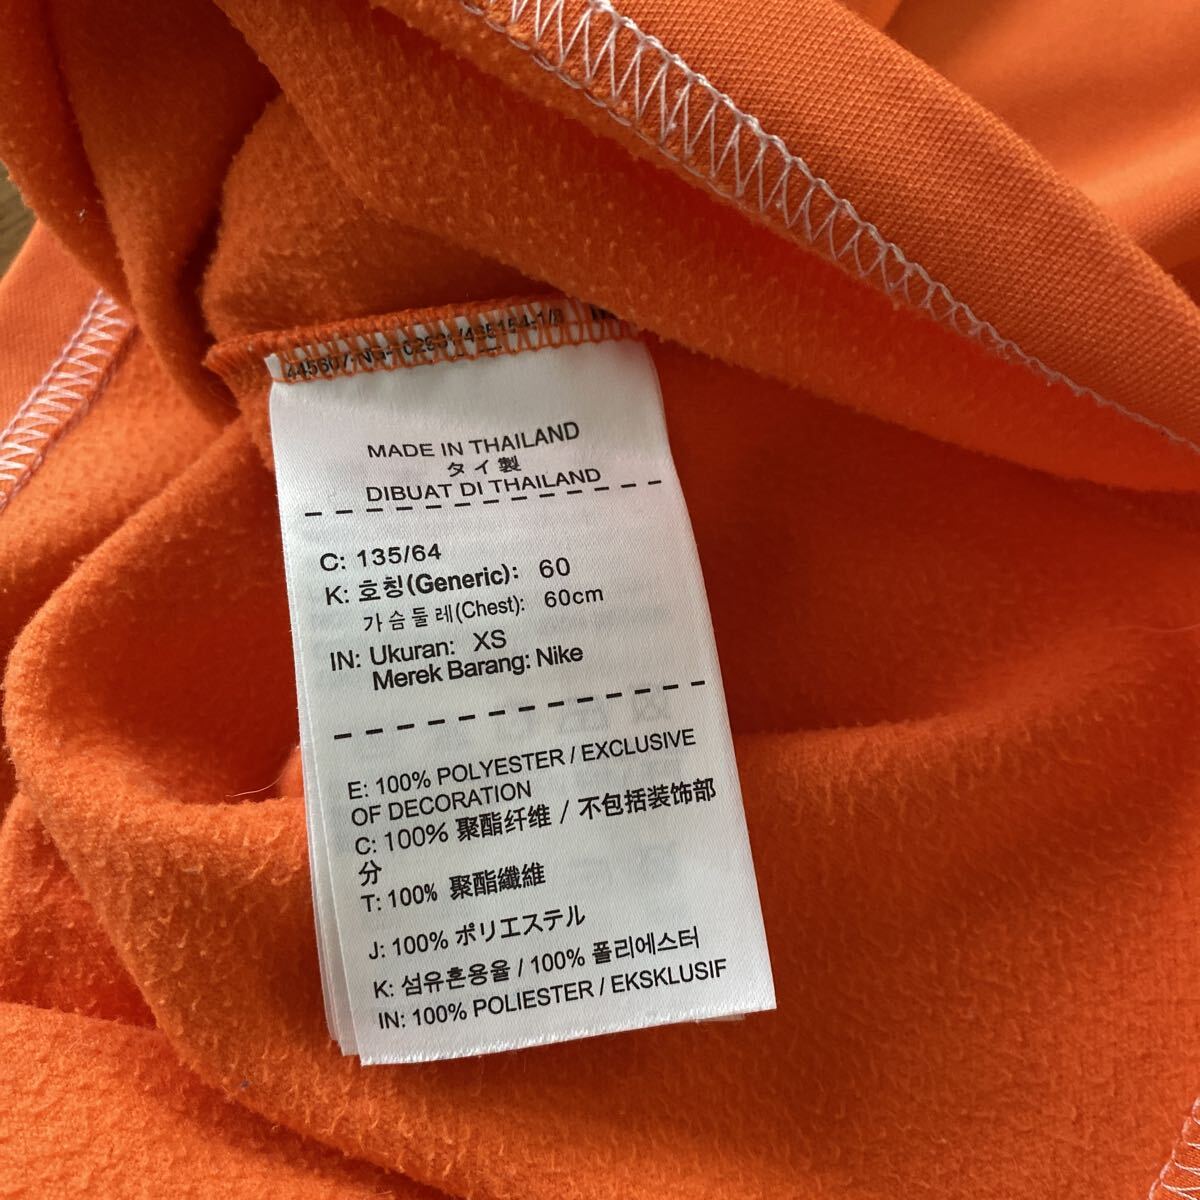 MADE IN THAILAND
タイ製
DIBUAT DI THAILAND
C: 135/64
K: 호칭(Generic): 60
가슴둘레(Chest): 60cm
IN: Ukuran: XS
Merek Barang: Nike
E: 100% POLYESTER / EXCLUSIVE
OF DECORATION
C: 100% 聚酯纤维 / 不包括装饰部
分
T: 100% 聚酯纖維
J: 100% ポリエステル
K: 섬유혼용율 / 100% 폴리에스터
IN: 100% POLIESTER / EKSKLUSIF